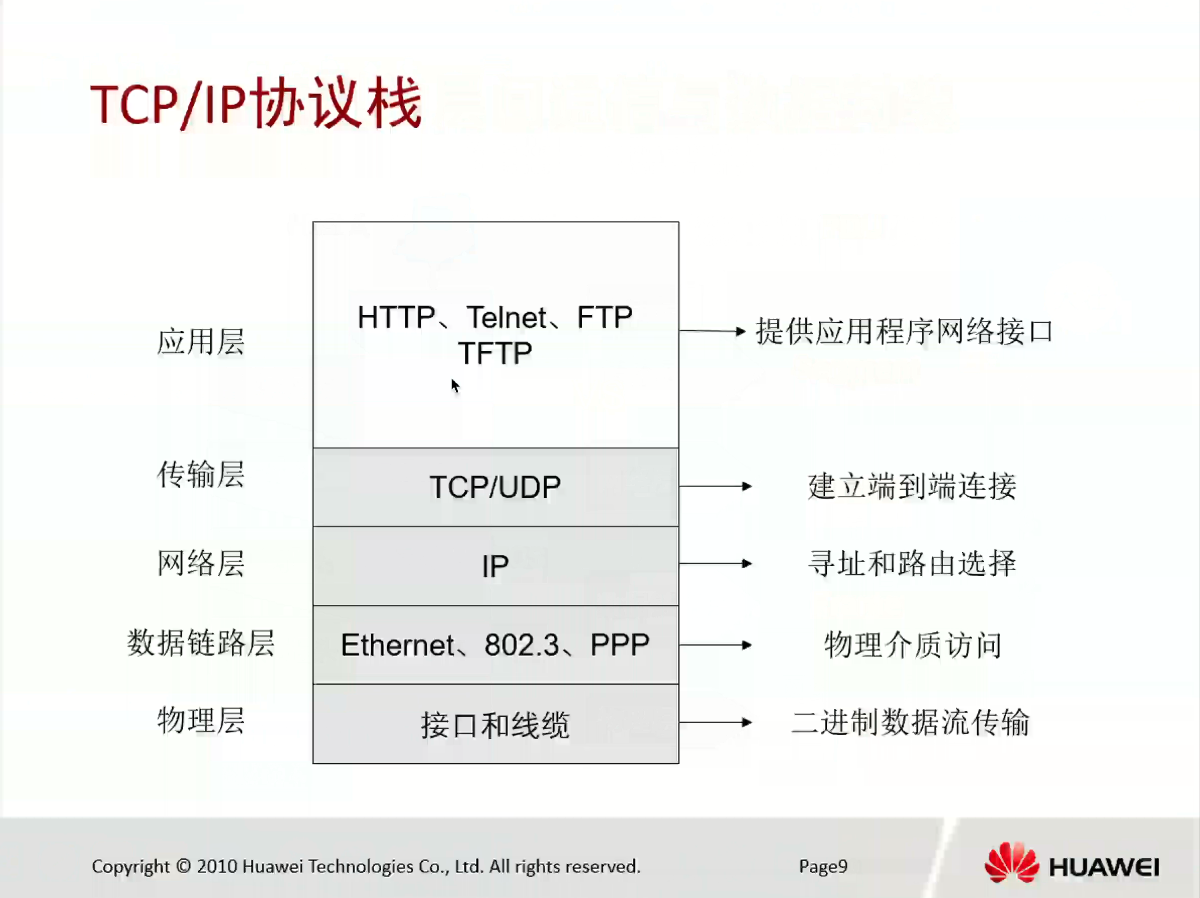 TCP/IP协议栈
应用层
HTTP、Telnet、FTP
TFTP
提供应用程序网络接口
传输层
TCP/UDP
建立端到端连接
网络层
IP
寻址和路由选择
数据链路层
Ethernet、802.3、PPP
物理介质访问
物理层
接口和线缆
二进制数据流传输
Copyright © 2010 Huawei Technologies Co., Ltd. All rights reserved.
Page9
HUAWEI